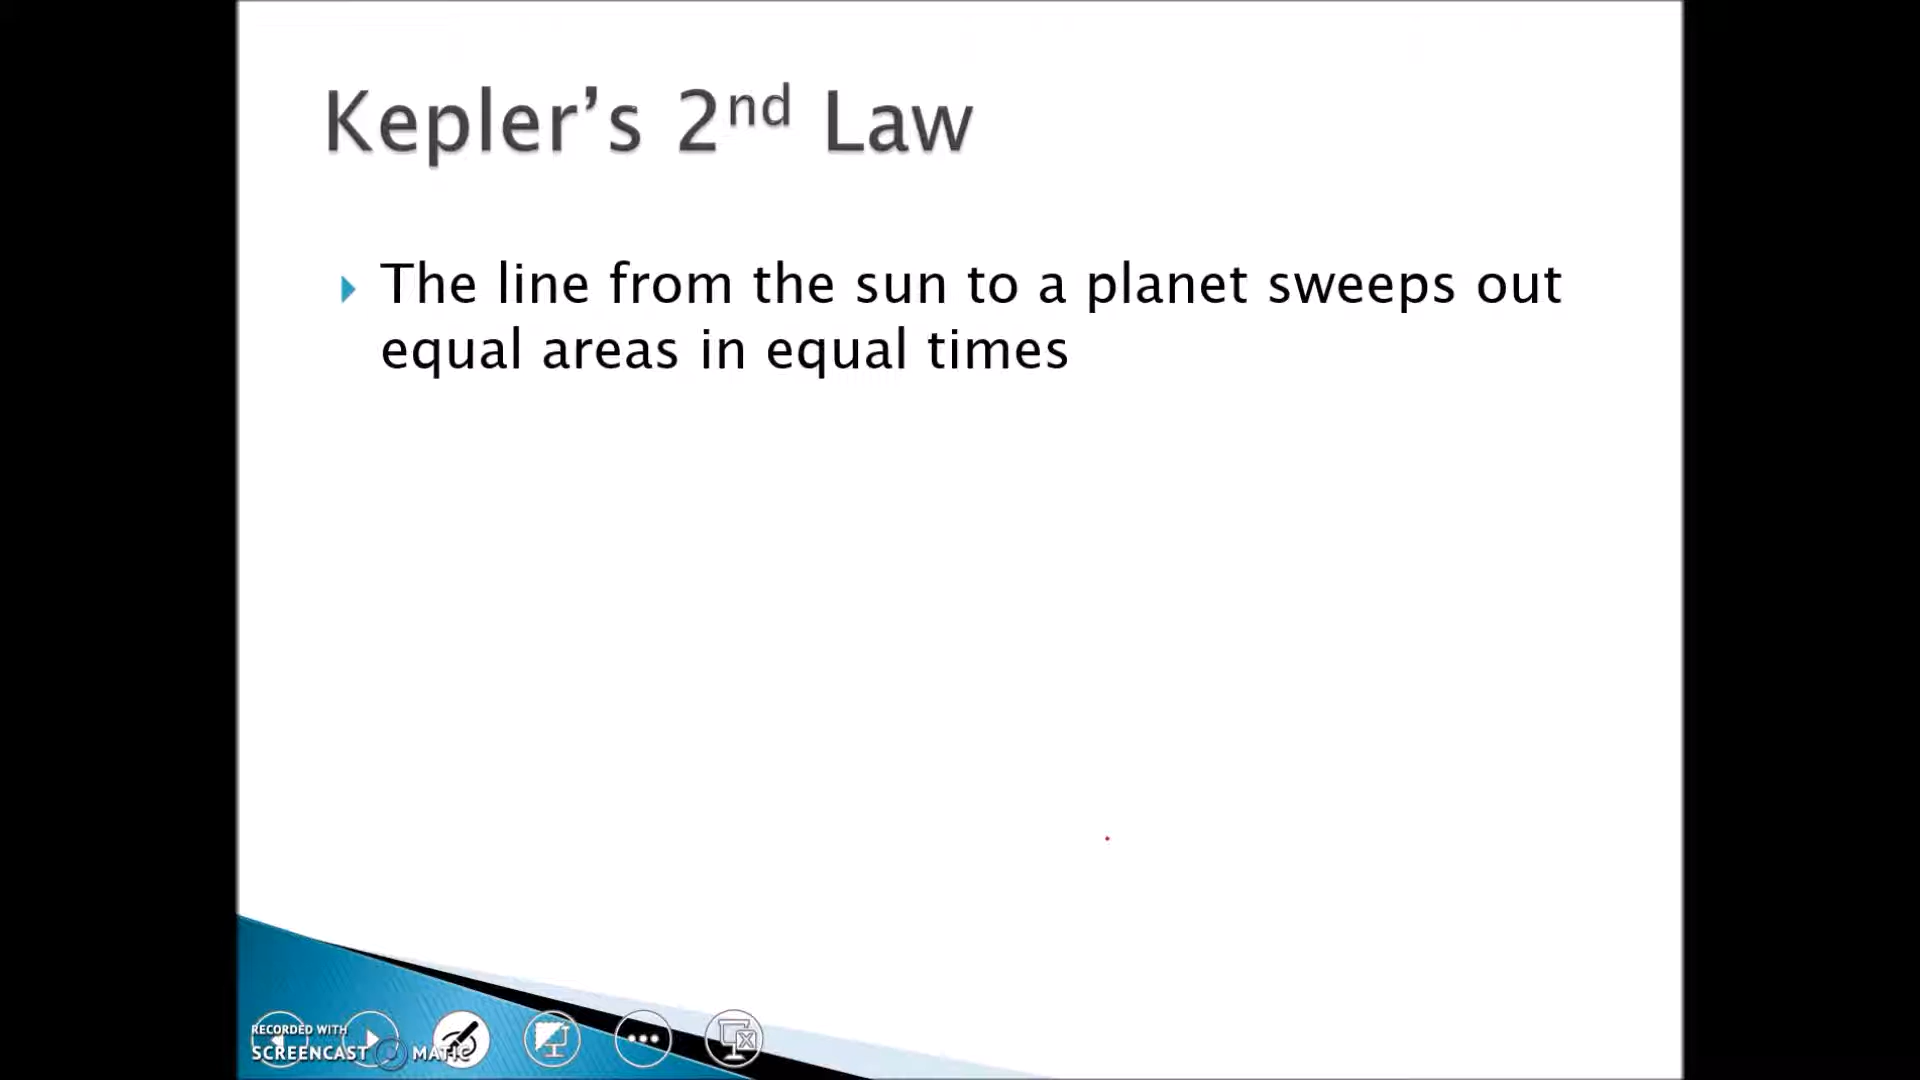 Kepler’s 2nd Law
The line from the sun to a planet sweeps out
equal areas in equal times
RECORDED WITH
SCREENCAST MATIC